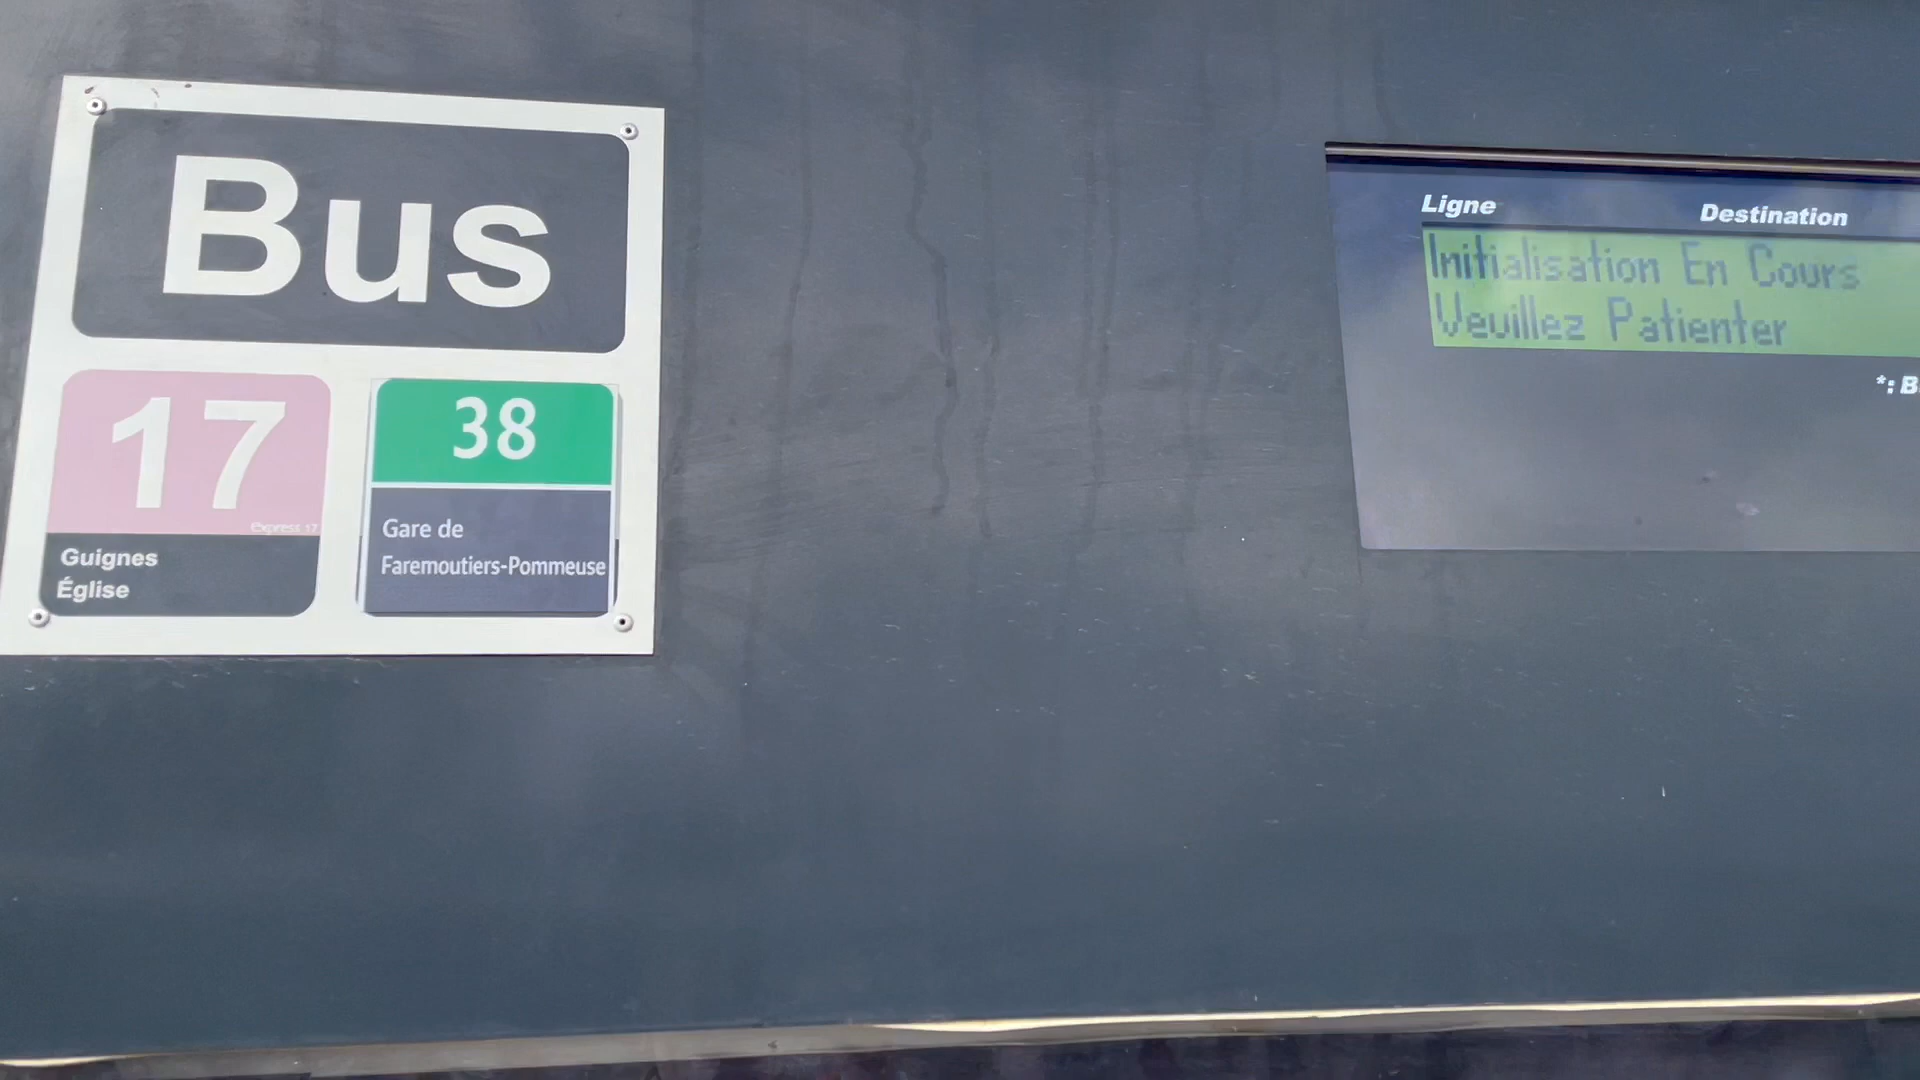 Bus
17
express 17
Guignes
Église
38
Gare de
Faremoutiers-Pommeuse
Ligne Destination
Initialisation En Cours
Veuillez Patienter